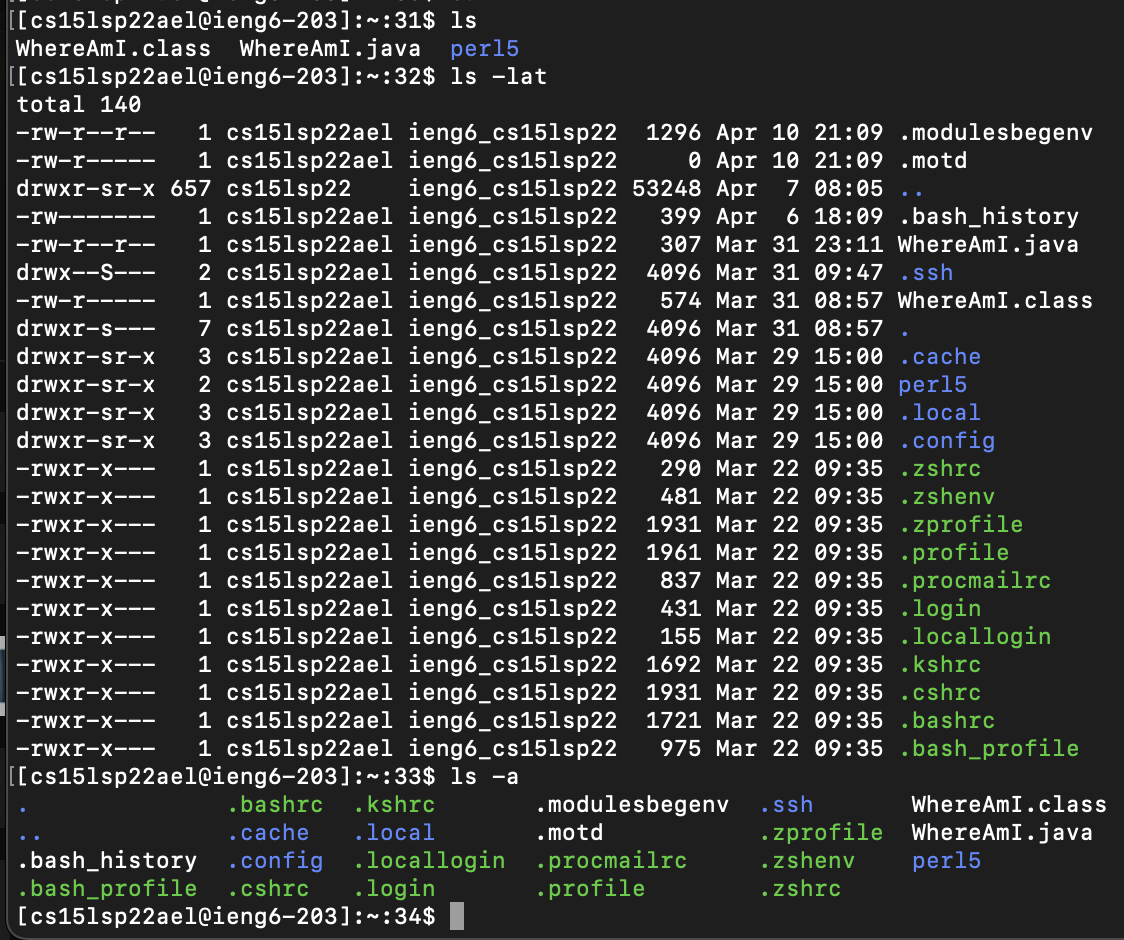 [[cs15lsp22ael@ieng6-203]:~:31$ ls
WhereAmI.class  WhereAmI.java  perl5
[[cs15lsp22ael@ieng6-203]:~:32$ ls -lat
total 140
-rw-r--r--   1 cs15lsp22ael ieng6_cs15lsp22  1296 Apr 10 21:09 .modulesbegenv
-rw-r-----   1 cs15lsp22ael ieng6_cs15lsp22     0 Apr 10 21:09 .motd
drwxr-sr-x 657 cs15lsp22    ieng6_cs15lsp22 53248 Apr  7 08:05 ..
-rw-------   1 cs15lsp22ael ieng6_cs15lsp22   399 Apr  6 18:09 .bash_history
-rw-r--r--   1 cs15lsp22ael ieng6_cs15lsp22   307 Mar 31 23:11 WhereAmI.java
drwx--S---   2 cs15lsp22ael ieng6_cs15lsp22  4096 Mar 31 09:47 .ssh
-rw-r-----   1 cs15lsp22ael ieng6_cs15lsp22   574 Mar 31 08:57 WhereAmI.class
drwxr-s---   7 cs15lsp22ael ieng6_cs15lsp22  4096 Mar 31 08:57 .
drwxr-sr-x   3 cs15lsp22ael ieng6_cs15lsp22  4096 Mar 29 15:00 .cache
drwxr-sr-x   2 cs15lsp22ael ieng6_cs15lsp22  4096 Mar 29 15:00 perl5
drwxr-sr-x   3 cs15lsp22ael ieng6_cs15lsp22  4096 Mar 29 15:00 .local
drwxr-sr-x   3 cs15lsp22ael ieng6_cs15lsp22  4096 Mar 29 15:00 .config
-rwxr-x---   1 cs15lsp22ael ieng6_cs15lsp22   290 Mar 22 09:35 .zshrc
-rwxr-x---   1 cs15lsp22ael ieng6_cs15lsp22   481 Mar 22 09:35 .zshenv
-rwxr-x---   1 cs15lsp22ael ieng6_cs15lsp22  1931 Mar 22 09:35 .zprofile
-rwxr-x---   1 cs15lsp22ael ieng6_cs15lsp22  1961 Mar 22 09:35 .profile
-rwxr-x---   1 cs15lsp22ael ieng6_cs15lsp22   837 Mar 22 09:35 .procmailrc
-rwxr-x---   1 cs15lsp22ael ieng6_cs15lsp22   431 Mar 22 09:35 .login
-rwxr-x---   1 cs15lsp22ael ieng6_cs15lsp22   155 Mar 22 09:35 .locallogin
-rwxr-x---   1 cs15lsp22ael ieng6_cs15lsp22  1692 Mar 22 09:35 .kshrc
-rwxr-x---   1 cs15lsp22ael ieng6_cs15lsp22  1931 Mar 22 09:35 .cshrc
-rwxr-x---   1 cs15lsp22ael ieng6_cs15lsp22  1721 Mar 22 09:35 .bashrc
-rwxr-x---   1 cs15lsp22ael ieng6_cs15lsp22   975 Mar 22 09:35 .bash_profile
[[cs15lsp22ael@ieng6-203]:~:33$ ls -a
.              .bashrc  .kshrc       .modulesbegenv  .ssh       WhereAmI.class
..             .cache   .local       .motd           .zprofile  WhereAmI.java
.bash_history  .config  .locallogin  .procmailrc     .zshenv    perl5
.bash_profile  .cshrc   .login       .profile        .zshrc
[cs15lsp22ael@ieng6-203]:~:34$